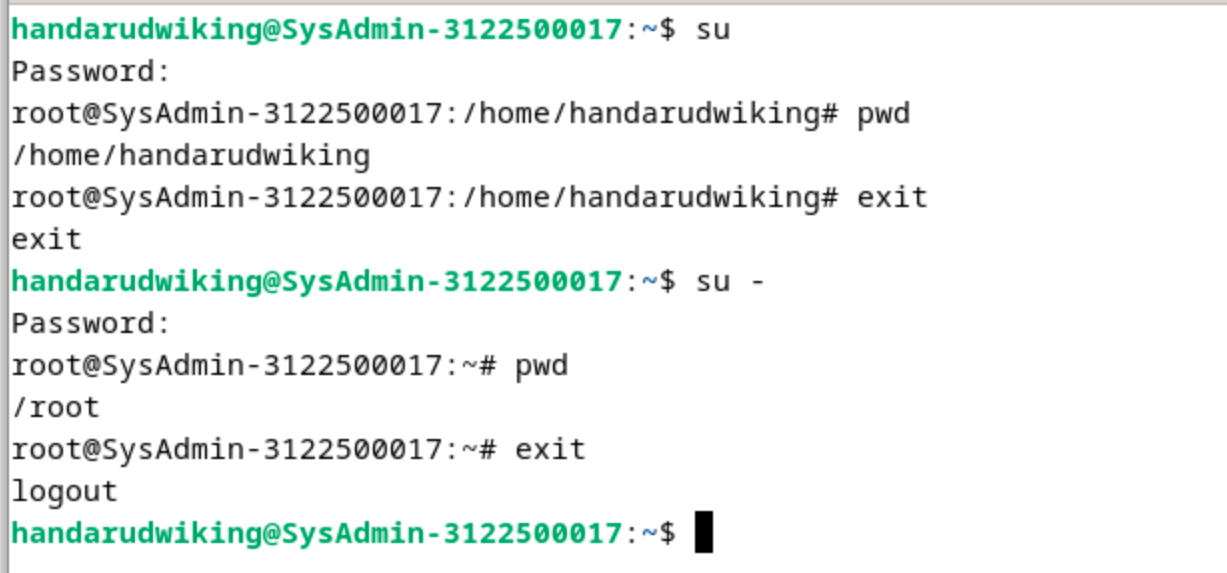 handarudwiking@SysAdmin-3122500017:~$ su
Password:
root@SysAdmin-3122500017:/home/handarudwiking# pwd
/home/handarudwiking
root@SysAdmin-3122500017:/home/handarudwiking# exit
exit
handarudwiking@SysAdmin-3122500017:~$ su -
Password:
root@SysAdmin-3122500017:~# pwd
/root
root@SysAdmin-3122500017:~# exit
logout
handarudwiking@SysAdmin-3122500017:~$